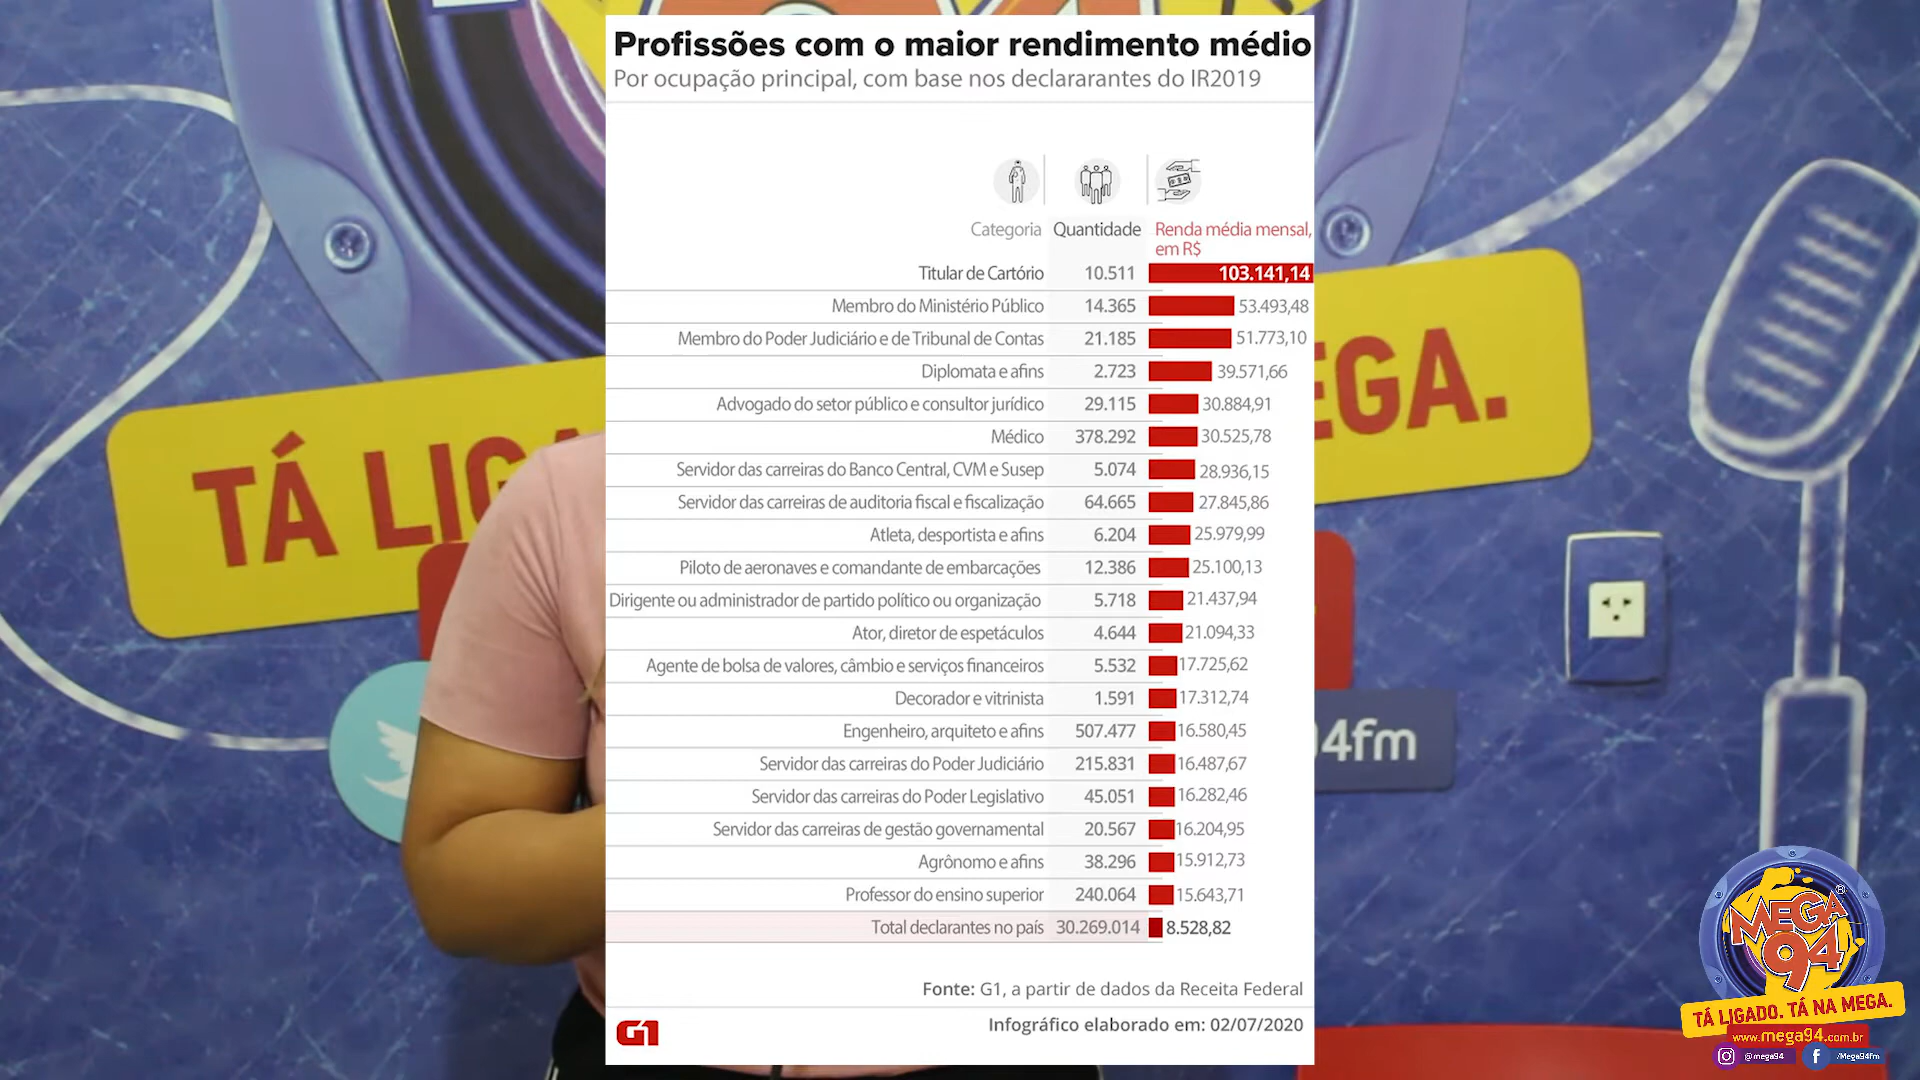 Profissões com o maior rendimento médio
Por ocupação principal, com base nos declararantes do IR2019
Categoria Quantidade Renda média mensal,
em R$
Titular de Cartório 10.511 103.141,14
Membro do Ministério Público 14.365 53.493,48
Membro do Poder Judiciário e de Tribunal de Contas 21.185 51.773,10
Diplomata e afins 2.723 39.571,66
Advogado do setor público e consultor jurídico 29.115 30.884,91
Médico 378.292 30.525,78
Servidor das carreiras do Banco Central, CVM e Susep 5.074 28.936,15
Servidor das carreiras de auditoria fiscal e fiscalização 64.665 27.845,86
Atleta, desportista e afins 6.204 25.979,99
Piloto de aeronaves e comandante de embarcações 12.386 25.100,13
Dirigente ou administrador de partido político ou organização 5.718 21.437,94
Ator, diretor de espetáculos 4.644 21.094,33
Agente de bolsa de valores, câmbio e serviços financeiros 5.532 17.725,62
Decorador e vitrinista 1.591 17.312,74
Engenheiro, arquiteto e afins 507.477 16.580,45
Servidor das carreiras do Poder Judiciário 215.831 16.487,67
Servidor das carreiras do Poder Legislativo 45.051 16.282,46
Servidor das carreiras de gestão governamental 20.567 16.204,95
Agrônomo e afins 38.296 15.912,73
Professor do ensino superior 240.064 15.643,71
Total declarantes no país 30.269.014 8.528,82
Fonte: G1, a partir de dados da Receita Federal
G1 Infográfico elaborado em: 02/07/2020
TÁ LIG
EGA.
94fm
MEGA
94
TÁ LIGADO. TÁ NA MEGA.
www.mega94.com.br
@mega94 /Mega94fm